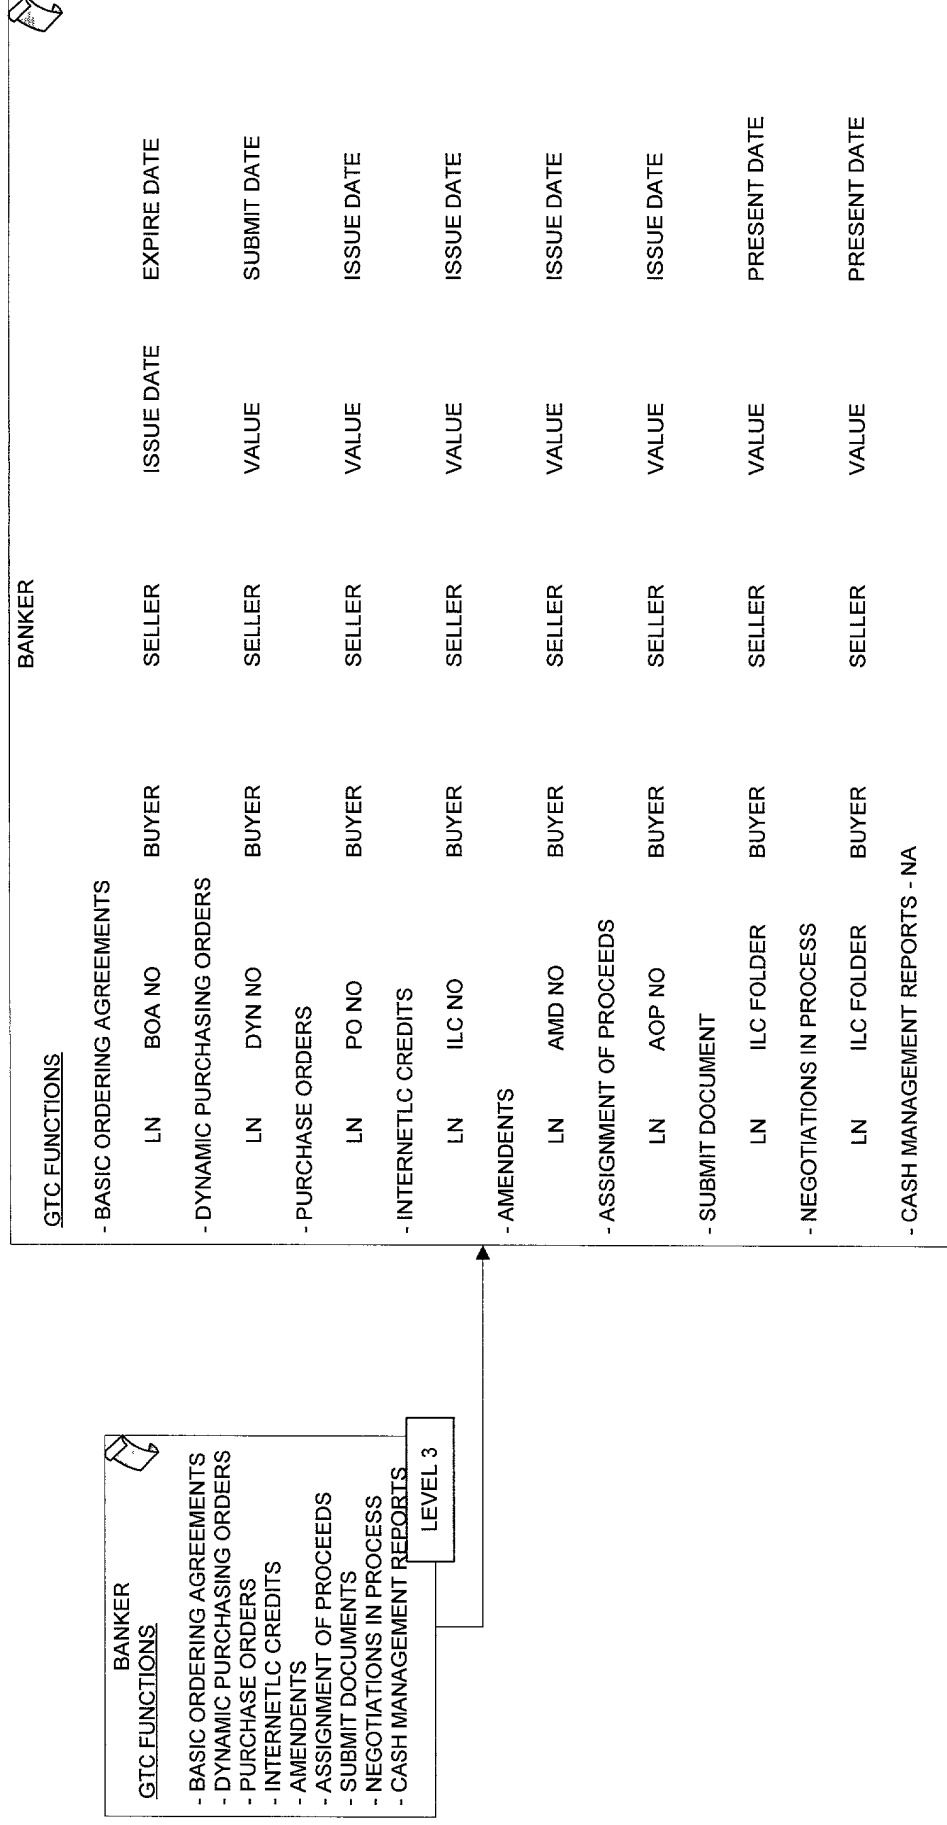 BANKER
GTC FUNCTIONS
- BASIC ORDERING AGREEMENTS
- DYNAMIC PURCHASING ORDERS
- PURCHASE ORDERS
- INTERNETLC CREDITS
- AMENDENTS
- ASSIGNMENT OF PROCEEDS
- SUBMIT DOCUMENTS
- NEGOTIATIONS IN PROCESS
- CASH MANAGEMENT REPORTS
LEVEL 3
BANKER
GTC FUNCTIONS
- BASIC ORDERING AGREEMENTS
LN BOA NO BUYER SELLER ISSUE DATE EXPIRE DATE
- DYNAMIC PURCHASING ORDERS
LN DYN NO BUYER SELLER VALUE SUBMIT DATE
- PURCHASE ORDERS
LN PO NO BUYER SELLER VALUE ISSUE DATE
- INTERNETLC CREDITS
LN ILC NO BUYER SELLER VALUE ISSUE DATE
- AMENDENTS
LN AMD NO BUYER SELLER VALUE ISSUE DATE
- ASSIGNMENT OF PROCEEDS
LN AOP NO BUYER SELLER VALUE ISSUE DATE
- SUBMIT DOCUMENT
LN ILC FOLDER BUYER SELLER VALUE PRESENT DATE
- NEGOTIATIONS IN PROCESS
LN ILC FOLDER BUYER SELLER VALUE PRESENT DATE
- CASH MANAGEMENT REPORTS - NA